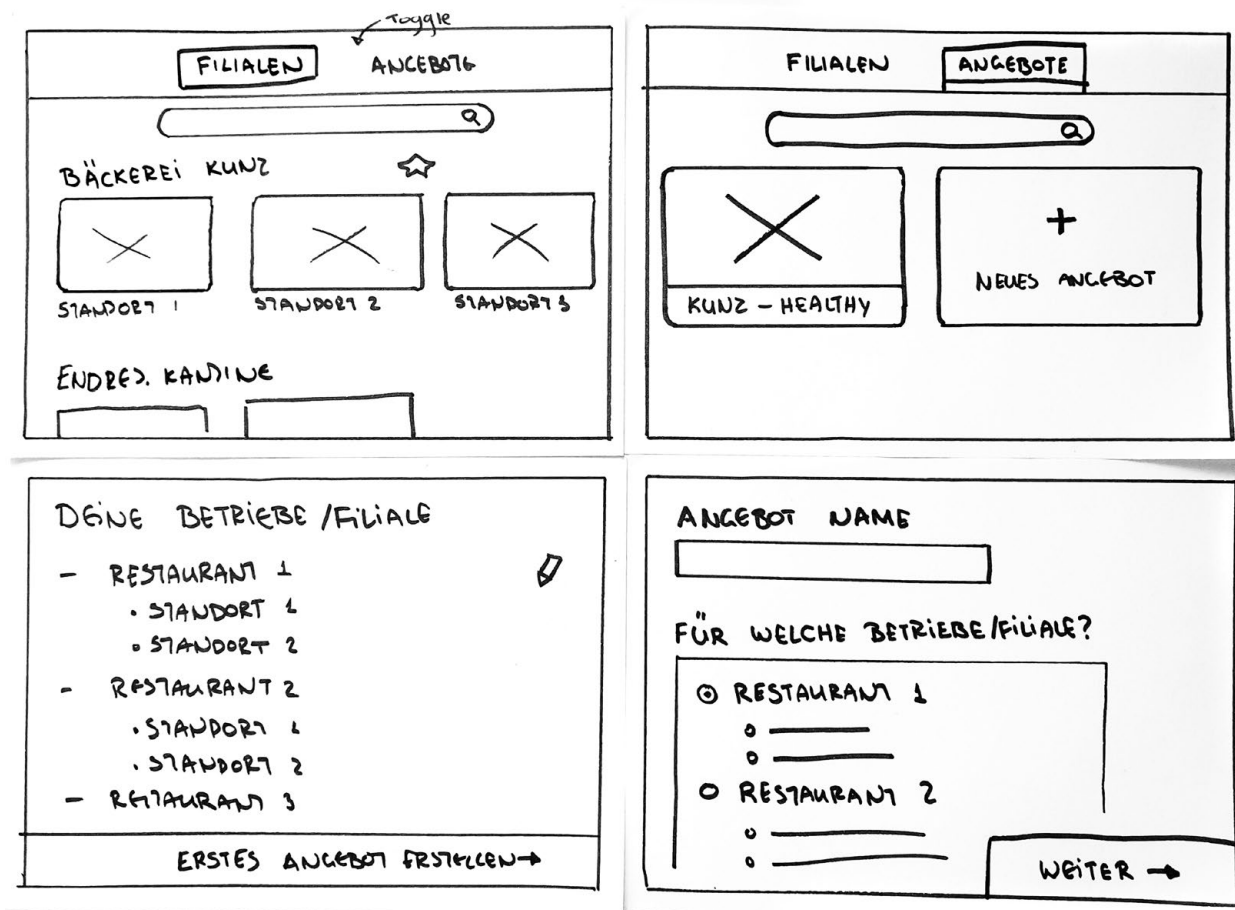 Toggle
FILIALEN ANGEBOTE
BÄCKEREI KUNZ
STANDORT 1 STANDORT 2 STANDORT 3
ENDRES. KANTINE
FILIALEN ANGEBOTE
KUNZ - HEALTHY
+
NEUES ANGEBOT
DEINE BETRIEBE/FILIALE
- RESTAURANT 1
• STANDORT 1
• STANDORT 2
- RESTAURANT 2
• STANDORT 1
• STANDORT 2
- RESTAURANT 3
ERSTES ANGEBOT ERSTELLEN →
ANGEBOT NAME
FÜR WELCHE BETRIEBE/FILIALE?
RESTAURANT 1
RESTAURANT 2
WEITER →